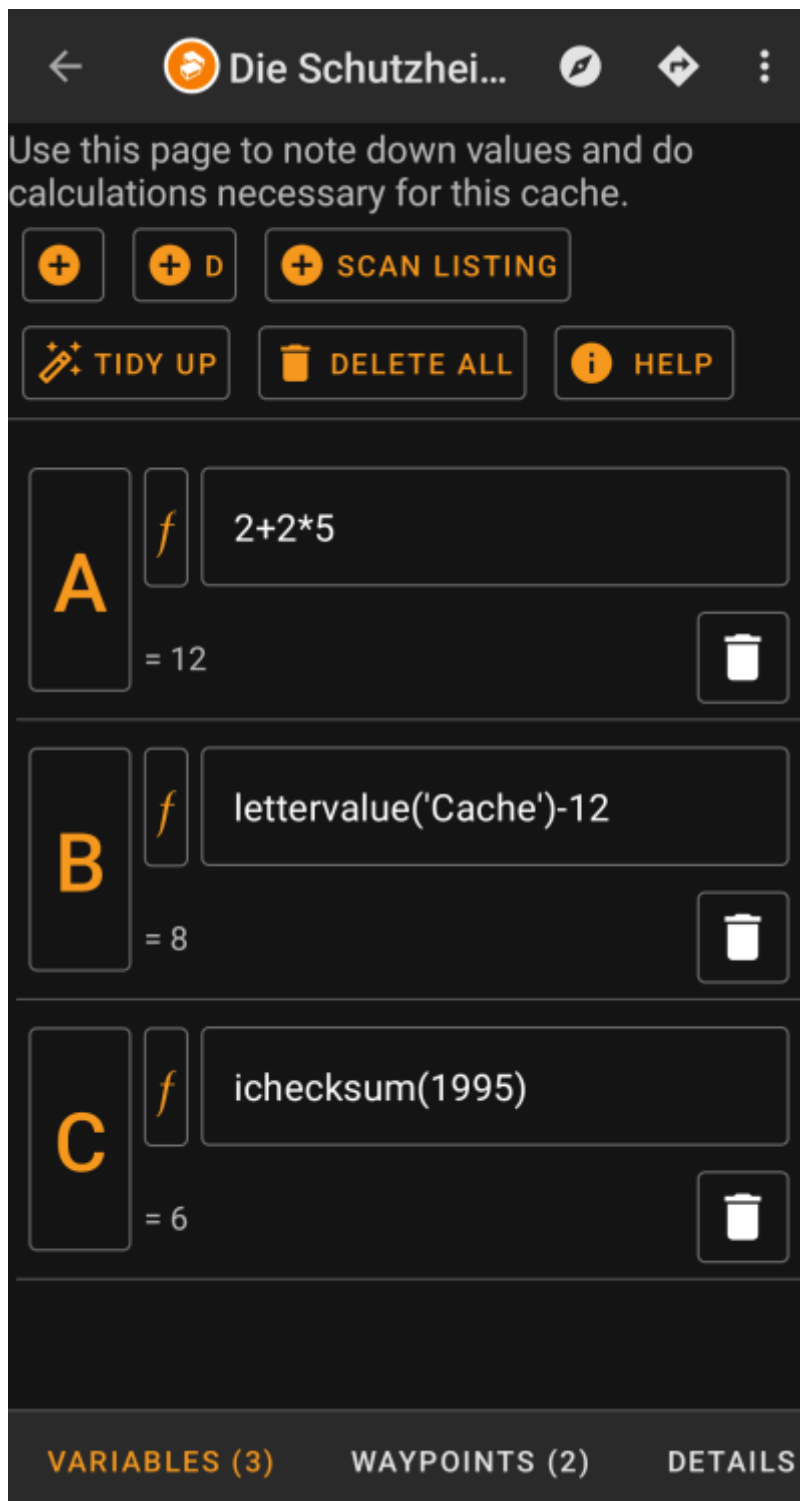 Die Schutzhei...
Use this page to note down values and do
calculations necessary for this cache.
D
SCAN LISTING
TIDY UP
DELETE ALL
HELP
A
f
2+2*5
= 12
B
f
lettervalue('Cache')-12
= 8
C
f
ichecksum(1995)
= 6
VARIABLES (3)
WAYPOINTS (2)
DETAILS